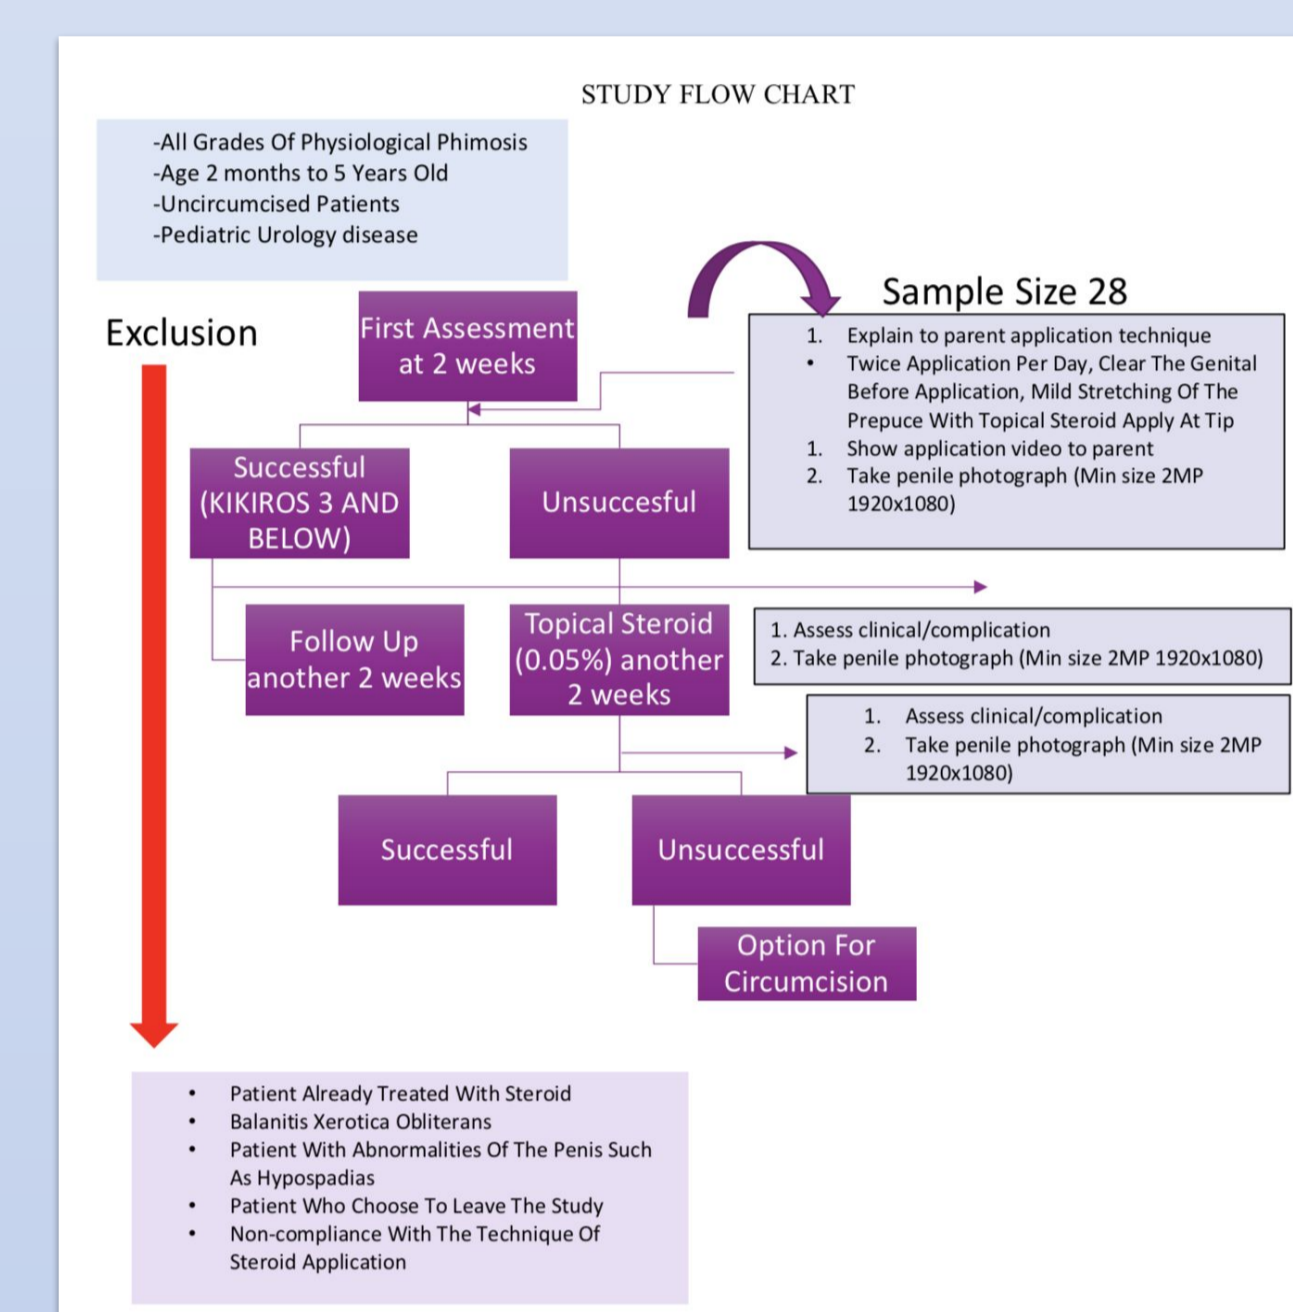 STUDY FLOW CHART
-All Grades Of Physiological Phimosis
-Age 2 months to 5 Years Old
-Uncircumcised Patients
-Pediatric Urology disease
Sample Size 28
Exclusion
First Assessment
at 2 weeks
1. Explain to parent application technique
• Twice Application Per Day, Clear The Genital
Before Application, Mild Stretching Of The
Prepuce With Topical Steroid Apply At Tip
1. Show application video to parent
2. Take penile photograph (Min size 2MP
1920x1080)
Successful
(KIKIROS 3 AND
BELOW)
Unsuccesful
Follow Up
another 2 weeks
Topical Steroid
(0.05%) another
2 weeks
1. Assess clinical/complication
2. Take penile photograph (Min size 2MP 1920x1080)
1. Assess clinical/complication
2. Take penile photograph (Min size 2MP
1920x1080)
Successful
Unsuccessful
Option For
Circumcision
• Patient Already Treated With Steroid
• Balanitis Xerotica Obliterans
• Patient With Abnormalities Of The Penis Such
As Hypospadias
• Patient Who Choose To Leave The Study
• Non-compliance With The Technique Of
Steroid Application